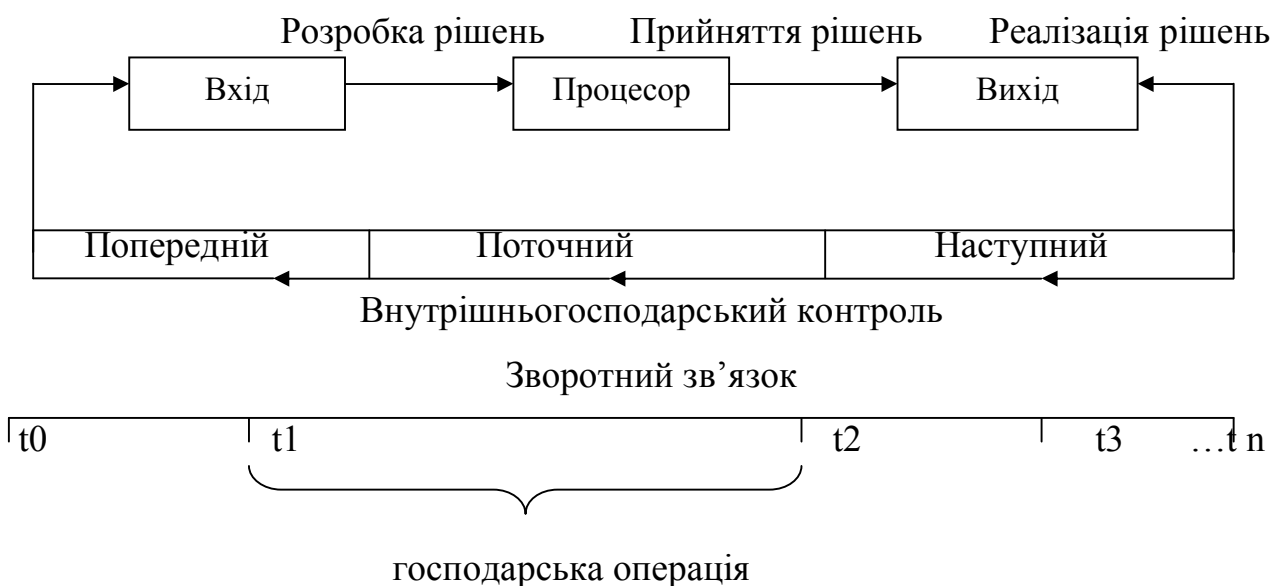 Розробка рішень Прийняття рішень Реалізація рішень
Вхід Процесор Вихід
Попередній Поточний Наступний
Внутрішньогосподарський контроль
Зворотний зв’язок
t0 t1 t2 t3 …t n
господарська операція